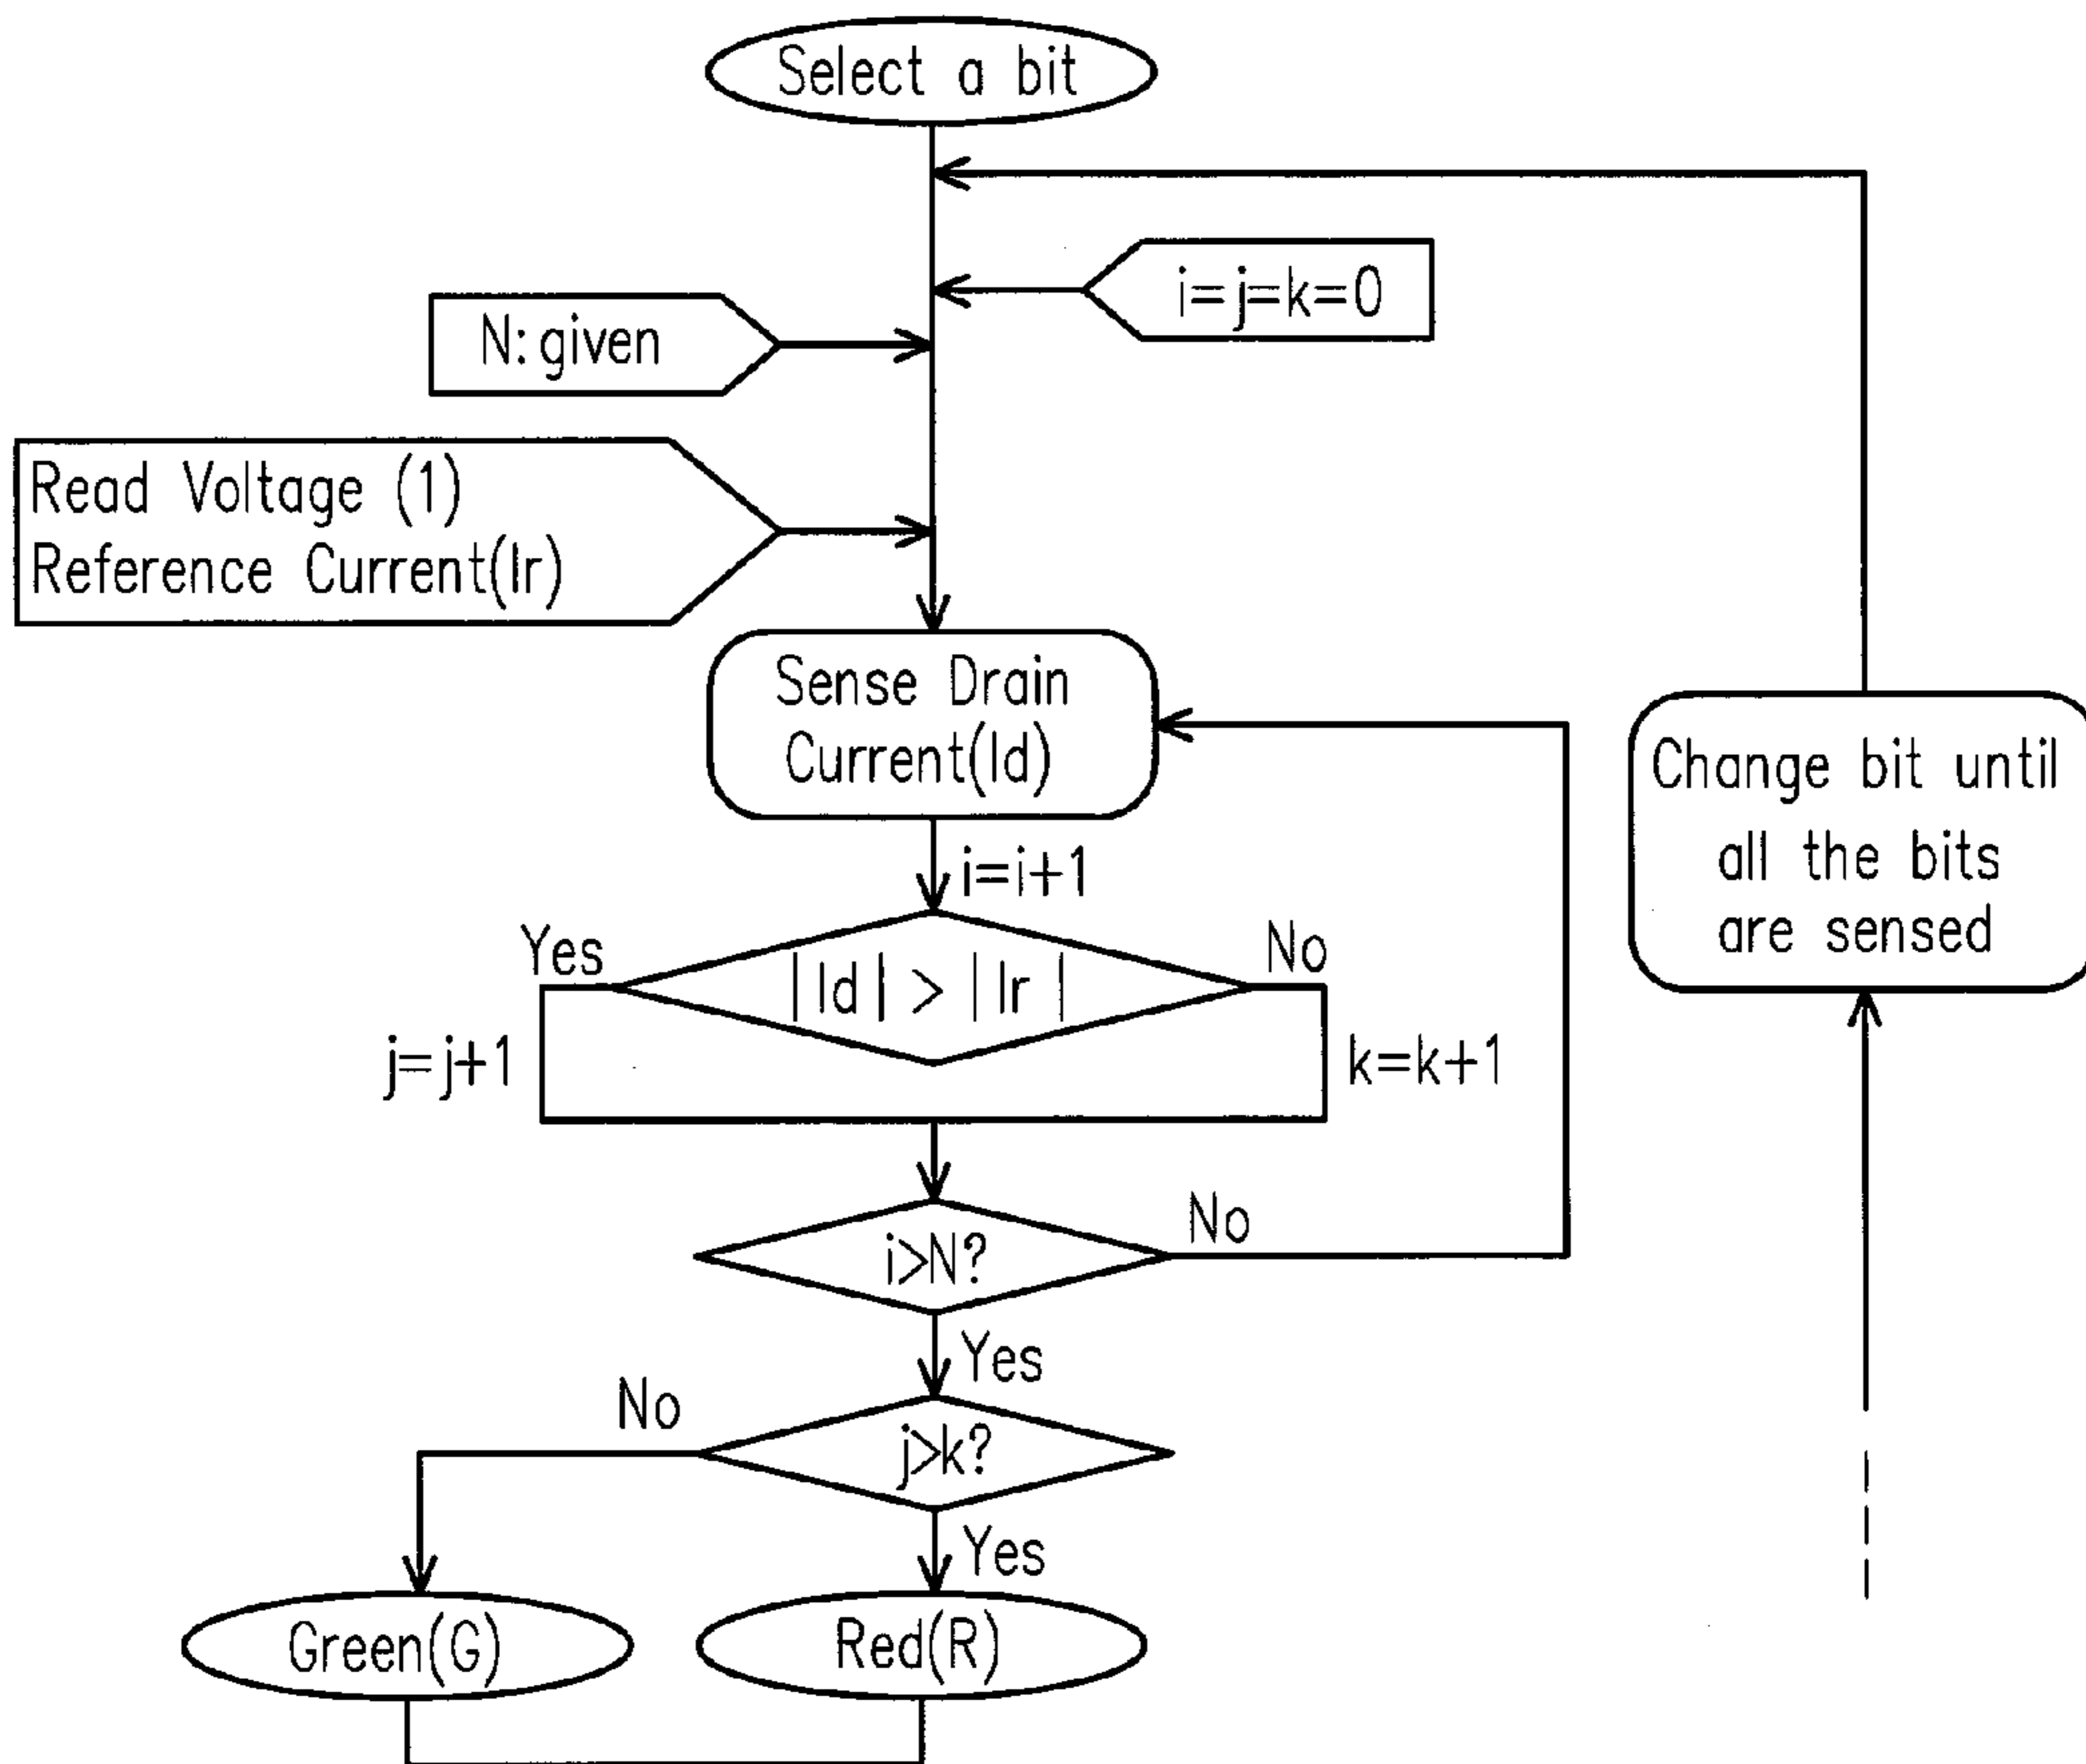 Select a bit
i=j=k=0
N: given
Read Voltage (1)
Reference Current(Ir)
Sense Drain
Current(Id)
Change bit until
all the bits
are sensed
i=i+1
Yes
No
|Id| > |Ir|
j=j+1
k=k+1
No
i>N?
Yes
No
j>k?
Yes
Green(G)
Red(R)